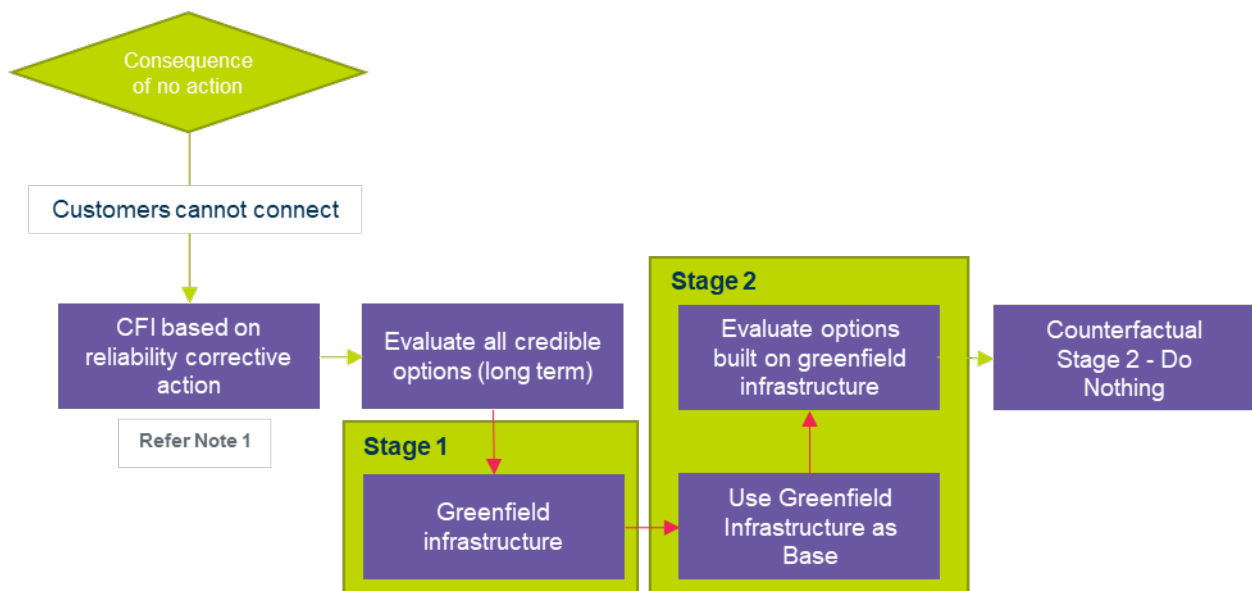 Consequence
of no action
Customers cannot connect
CFI based on
reliability corrective
action
Refer Note 1
Evaluate all credible
options (long term)
Stage 1
Greenfield
infrastructure
Stage 2
Evaluate options
built on greenfield
infrastructure
Use Greenfield
Infrastructure as
Base
Counterfactual
Stage 2 - Do
Nothing